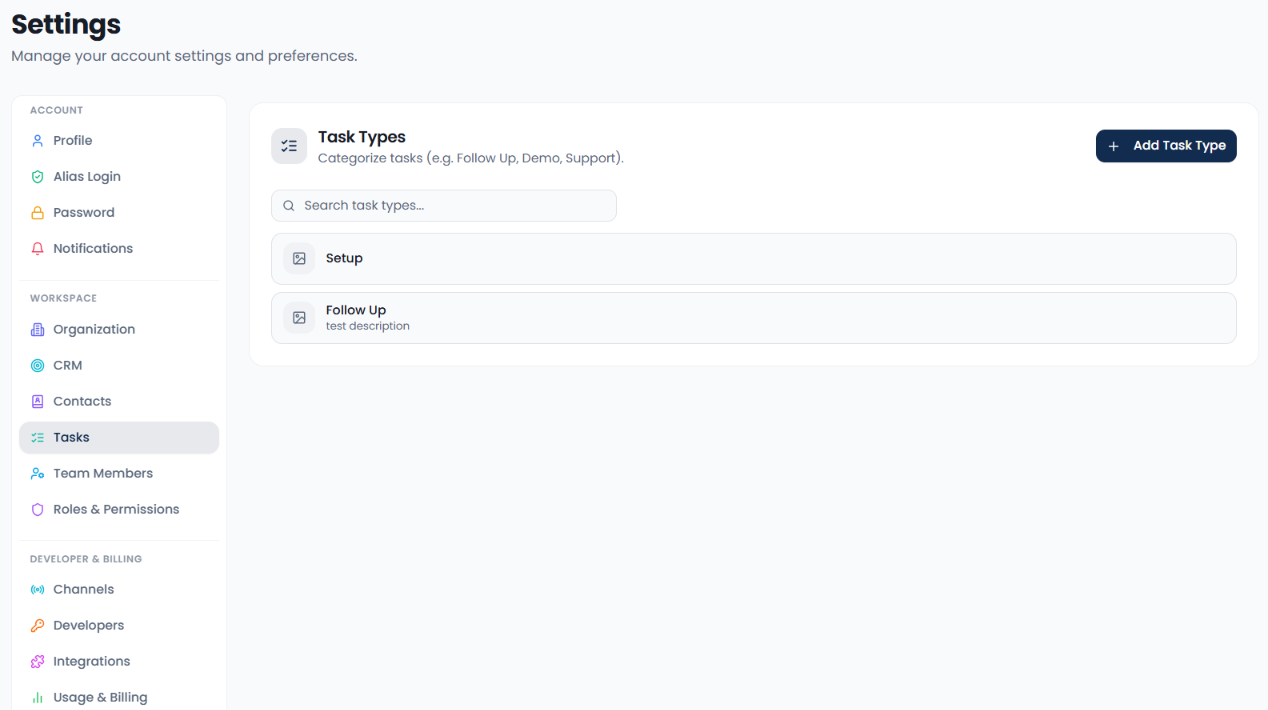 Settings
Manage your account settings and preferences.
ACCOUNT
Profile
Alias Login
Password
Notifications
WORKSPACE
Organization
CRM
Contacts
Tasks
Team Members
Roles & Permissions
DEVELOPER & BILLING
Channels
Developers
Integrations
Usage & Billing
Task Types
Categorize tasks (e.g. Follow Up, Demo, Support).
Add Task Type
Search task types...
Setup
Follow Up
test description